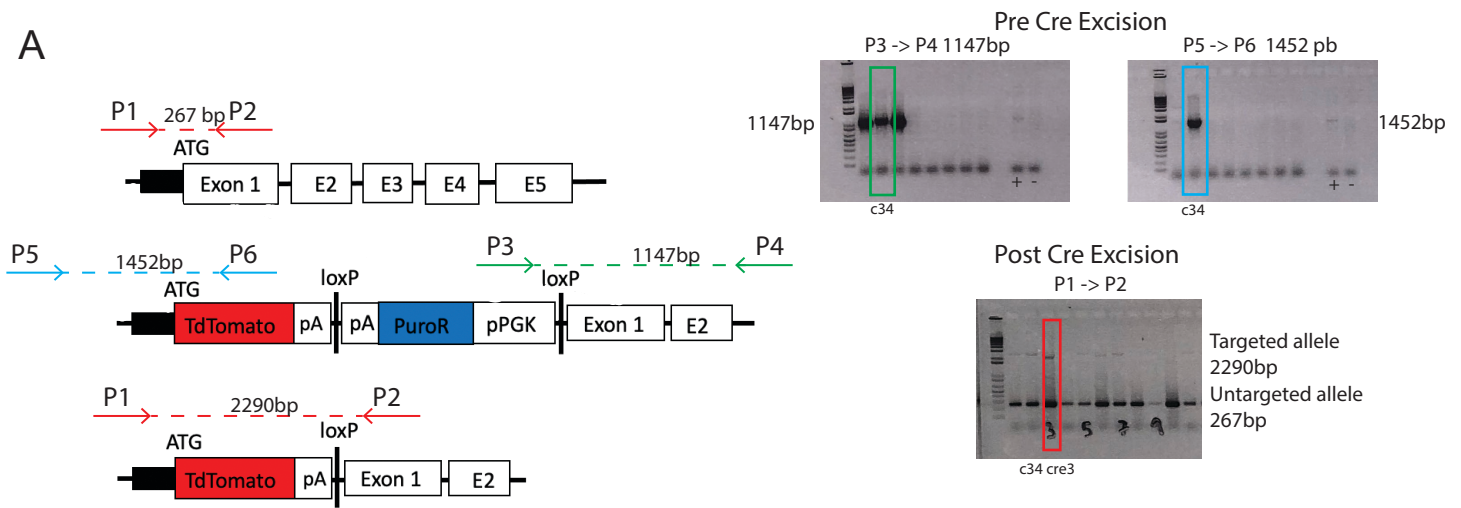 A
P1 267 bp P2
ATG
Exon 1 E2 E3 E4 E5
P5 1452bp P6 P3 1147bp P4
ATG loxP loxP
TdTomato pA pA PuroR pPGK Exon 1 E2
P1 2290bp P2
ATG loxP
TdTomato pA Exon 1 E2
Pre Cre Excision
P3 -> P4 1147bp
1147bp
+ -
c34
P5 -> P6 1452 pb
1452bp
+ -
c34
Post Cre Excision
P1 -> P2
Targeted allele
2290bp
Untargeted allele
267bp
3 5 7 9
c34 cre3